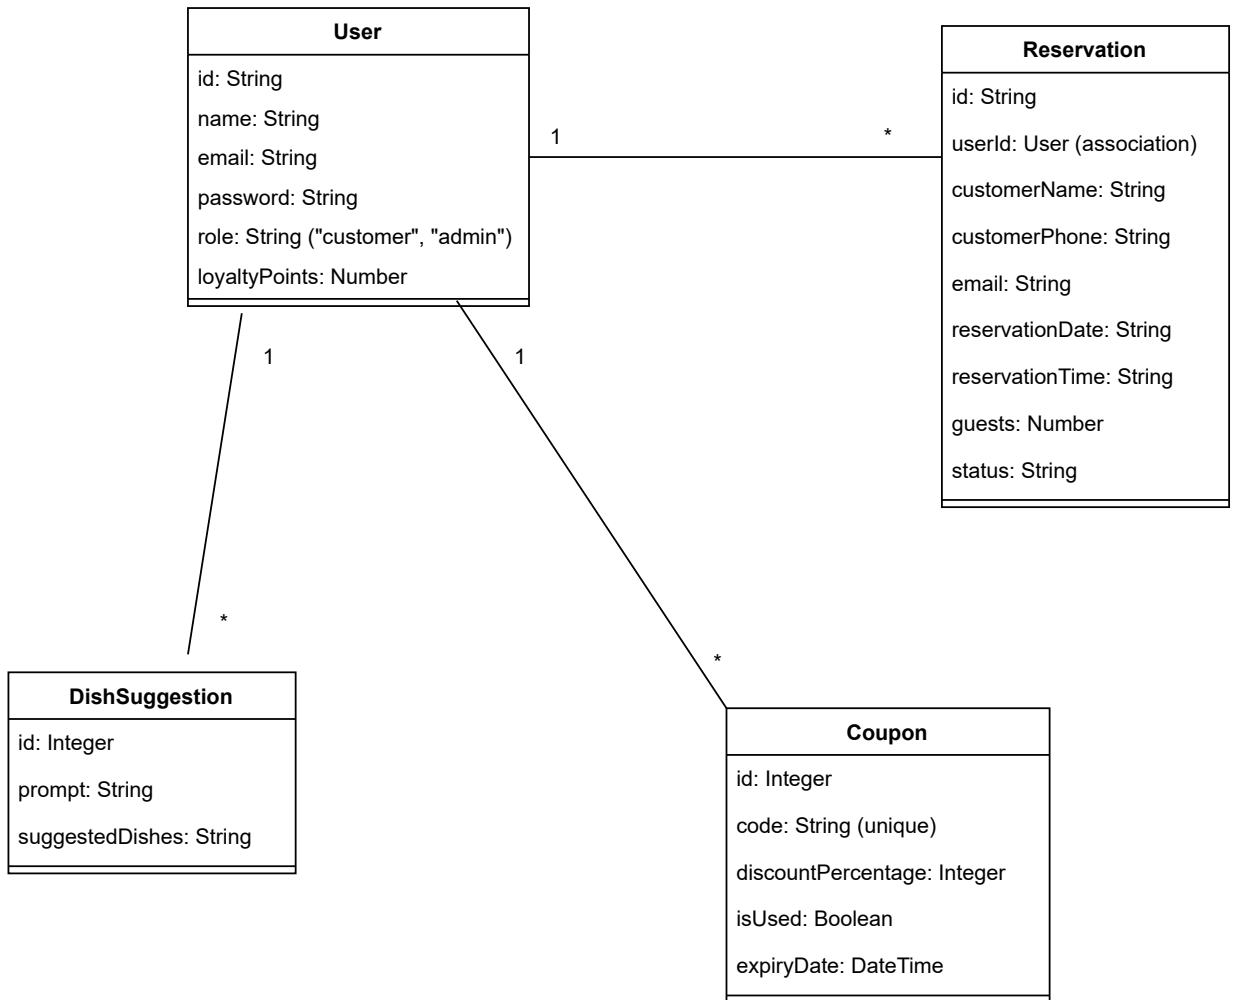 User
id: String
name: String
email: String
password: String
role: String ("customer", "admin")
loyaltyPoints: Number
1
*
Reservation
id: String
userId: User (association)
customerName: String
customerPhone: String
email: String
reservationDate: String
reservationTime: String
guests: Number
status: String
1
1
*
*
DishSuggestion
id: Integer
prompt: String
suggestedDishes: String
Coupon
id: Integer
code: String (unique)
discountPercentage: Integer
isUsed: Boolean
expiryDate: DateTime